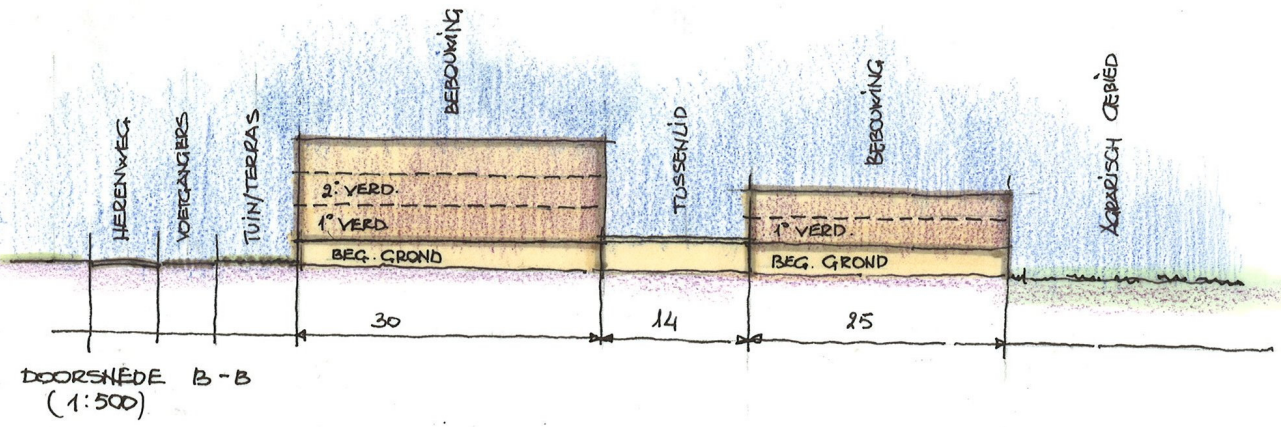 HERENWEG.
VOETGANGERS
TUIN/TERRAS
BEBOUWING
TUSSENLID
BEBOUWING
AGRARISCH GEBIED
2° VERD.
1° VERD.
BEG. GROND
1° VERD.
BEG. GROND
30
14
25
DOORSNEDE B-B
(1:500)